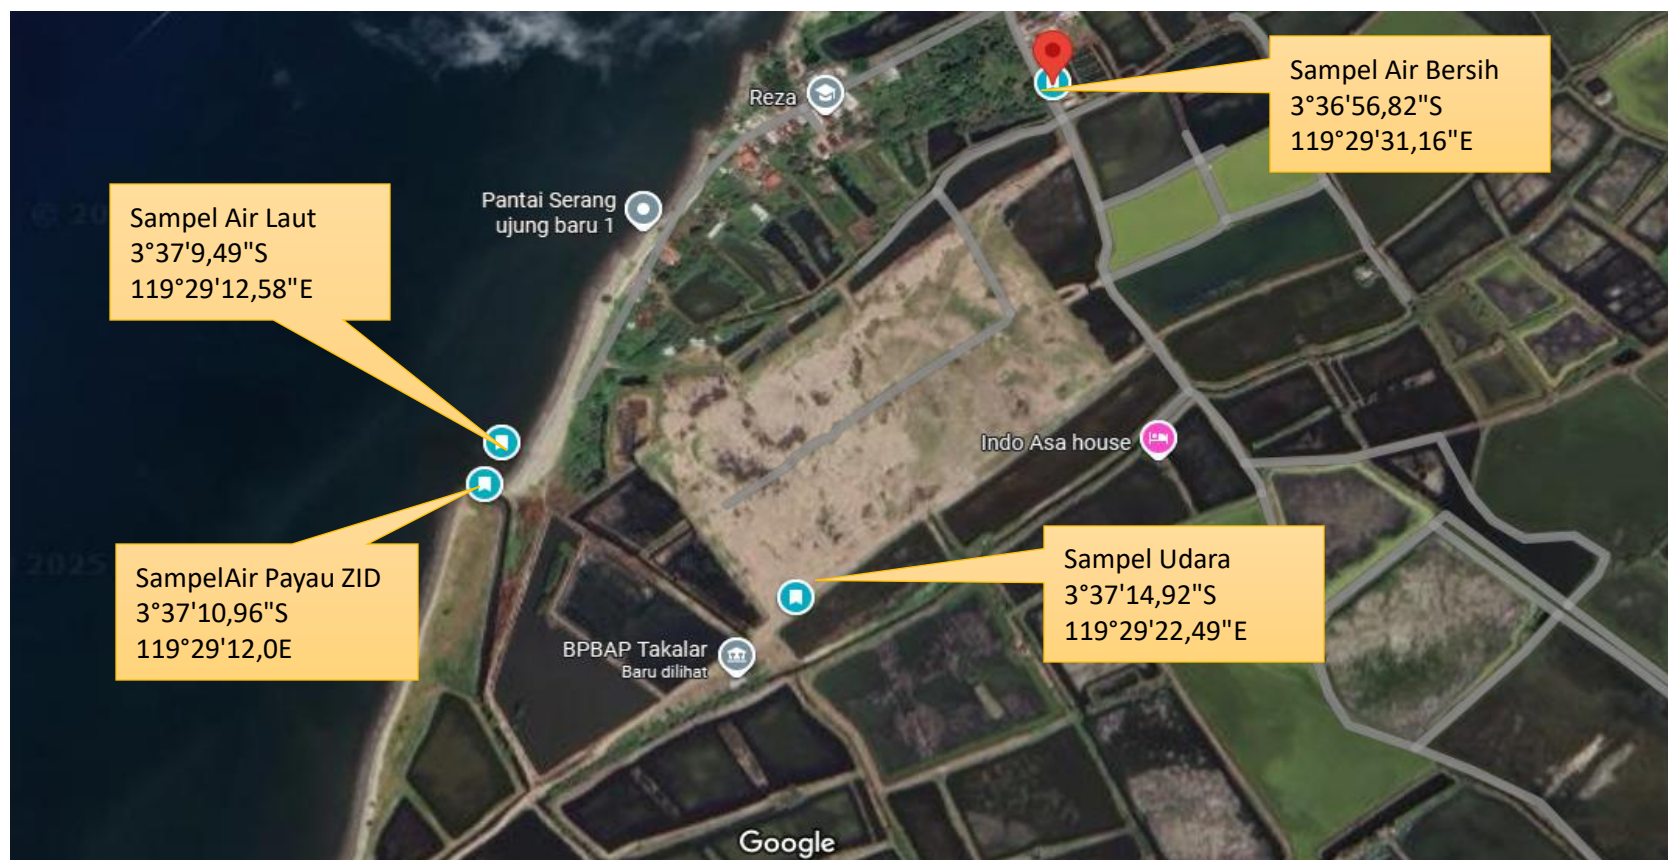 Sampel Air Bersih
3°36'56,82"S
119°29'31,16"E
Reza
Pantai Serang
ujung baru 1
Sampel Air Laut
3°37'9,49"S
119°29'12,58"E
Indo Asa house
SampelAir Payau ZID
3°37'10,96"S
119°29'12,0E
Sampel Udara
3°37'14,92"S
119°29'22,49"E
BPBAP Takalar
Baru dilihat
Google
© 20
2025